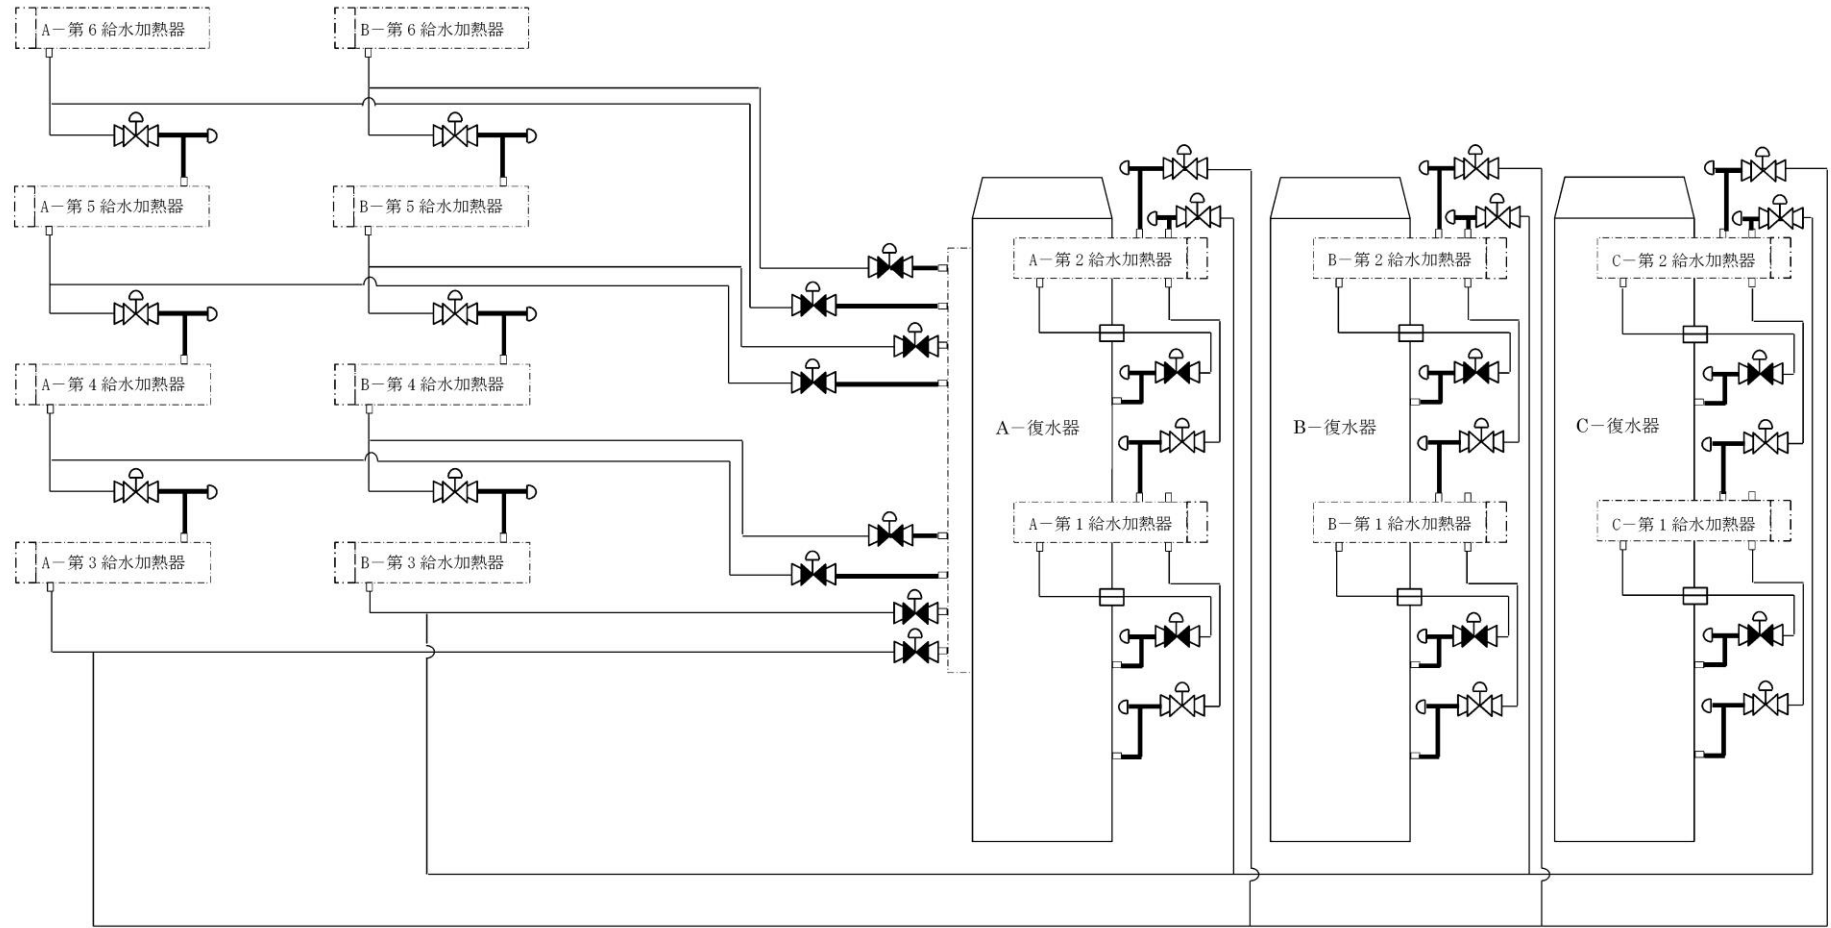 A－第6給水加熱器
B－第6給水加熱器
A－第5給水加熱器
B－第5給水加熱器
A－第4給水加熱器
B－第4給水加熱器
A－第3給水加熱器
B－第3給水加熱器
A－第2給水加熱器
B－第2給水加熱器
C－第2給水加熱器
A－復水器
B－復水器
C－復水器
A－第1給水加熱器
B－第1給水加熱器
C－第1給水加熱器